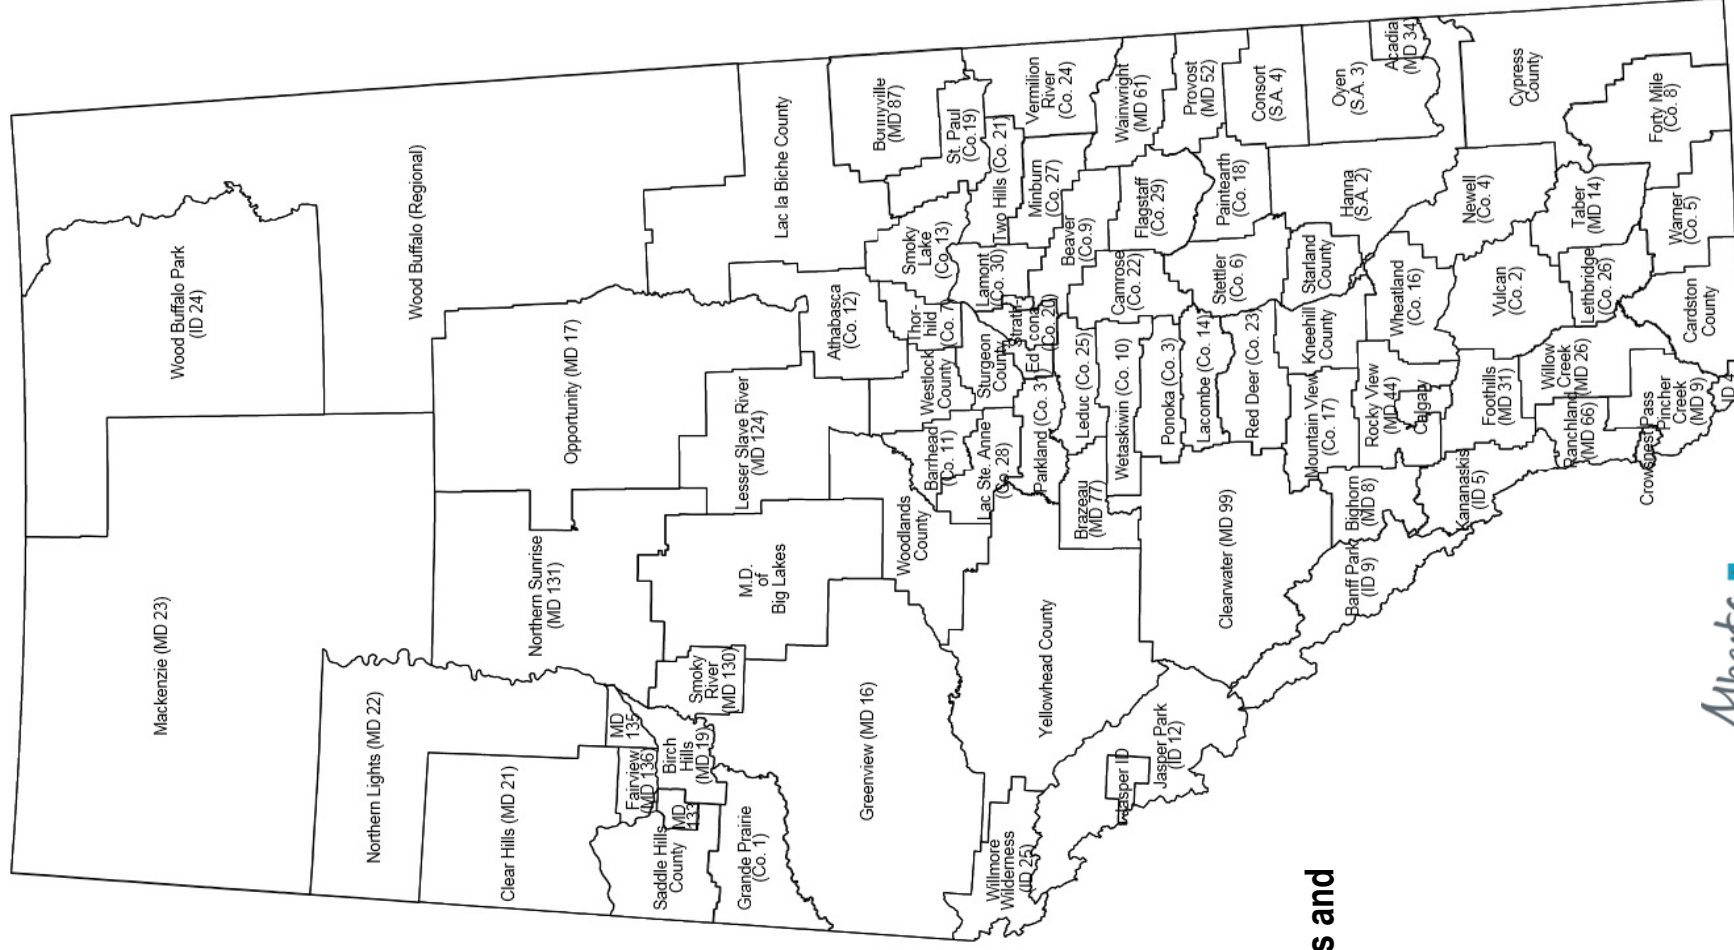 Wood Buffalo Park
(ID 24)
Mackenzie (MD 23)
Wood Buffalo (Regional)
Northern Lights (MD 22)
Opportunity (MD 17)
Northern Sunrise
(MD 131)
Clear Hills (MD 21)
MD
135
Fairview
(MD 136)
Birch
Hills
(MD 19)
MD
133
Saddle Hills
County
Smoky
River
(MD 130)
M.D.
of
Big Lakes
Lesser Slave River
(MD 124)
Lac la Biche County
Grande Prairie
(Co. 1)
Greenview (MD 16)
Athabasca
(Co. 12)
Bonnyville
(MD 87)
Woodlands
County
Barrhead
(Co. 11)
Westlock
County
Thor-
hild
(Co. 7)
Smoky
Lake
(Co. 13)
St. Paul
(Co.19)
Two Hills (Co. 21)
Lac Ste. Anne
(Co. 28)
Sturgeon
County
Lamont
(Co. 30)
Minburn
(Co. 27)
Vermilion
River
(Co. 24)
Willmore
Wilderness
(ID 25)
Yellowhead County
Parkland (Co. 31)
Strath-
cona
(Co. 20)
Beaver
(Co.9)
Brazeau
(MD 77)
Leduc (Co. 25)
Wetaskiwin (Co. 10)
Camrose
(Co. 22)
Flagstaff
(Co. 29)
Wainwright
(MD 61)
Jasper ID
Jasper Park
(ID 12)
Ponoka (Co. 3)
Lacombe (Co. 14)
Stettler
(Co. 6)
Paintearth
(Co. 18)
Provost
(MD 52)
Clearwater (MD 99)
Red Deer (Co. 23)
Consort
(S.A. 4)
Banff Park
(ID 9)
Bighorn
(MD 8)
Mountain View
(Co. 17)
Kneehill
County
Starland
County
Hanna
(S.A. 2)
Oyen
(S.A. 3)
Acadia
(MD 34)
Rocky View
(MD 44)
Calgary
Wheatland
(Co. 16)
Kananaskis
(ID 5)
Foothills
(MD 31)
Vulcan
(Co. 2)
Newell
(Co. 4)
Cypress
County
Ranchland
(MD 66)
Willow
Creek
(MD 26)
Lethbridge
(Co. 26)
Taber
(MD 14)
Forty Mile
(Co. 8)
Crowsnest Pass
Pincher
Creek
(MD 9)
Cardston
County
Warner
(Co. 5)
s and